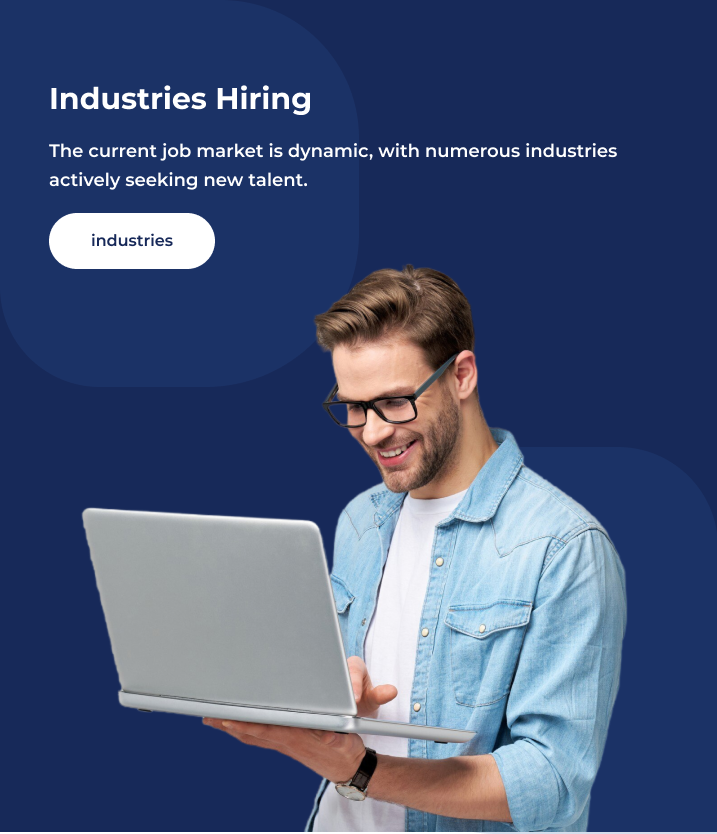 Industries Hiring
The current job market is dynamic, with numerous industries
actively seeking new talent.
industries